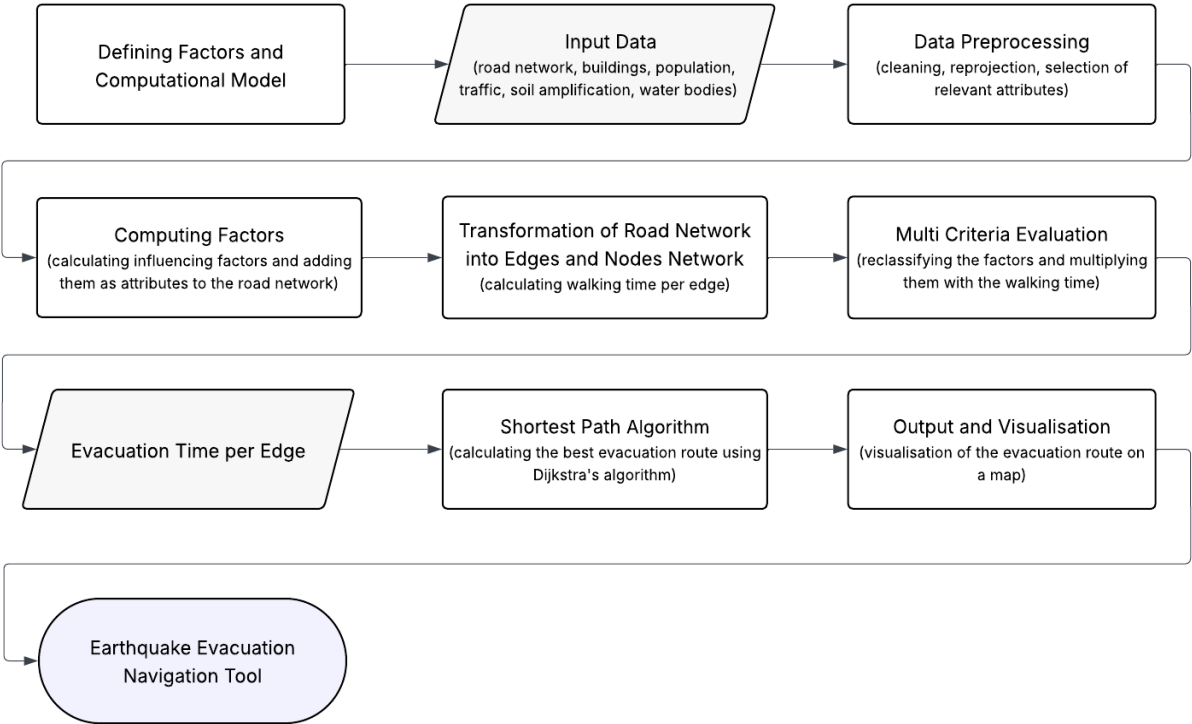 Defining Factors and
Computational Model
Input Data
(road network, buildings, population,
traffic, soil amplification, water bodies)
Data Preprocessing
(cleaning, reprojection, selection of
relevant attributes)
Computing Factors
(calculating influencing factors and adding
them as attributes to the road network)
Transformation of Road Network
into Edges and Nodes Network
(calculating walking time per edge)
Multi Criteria Evaluation
(reclassifying the factors and multiplying
them with the walking time)
Evacuation Time per Edge
Shortest Path Algorithm
(calculating the best evacuation route using
Dijkstra's algorithm)
Output and Visualisation
(visualisation of the evacuation route on
a map)
Earthquake Evacuation
Navigation Tool